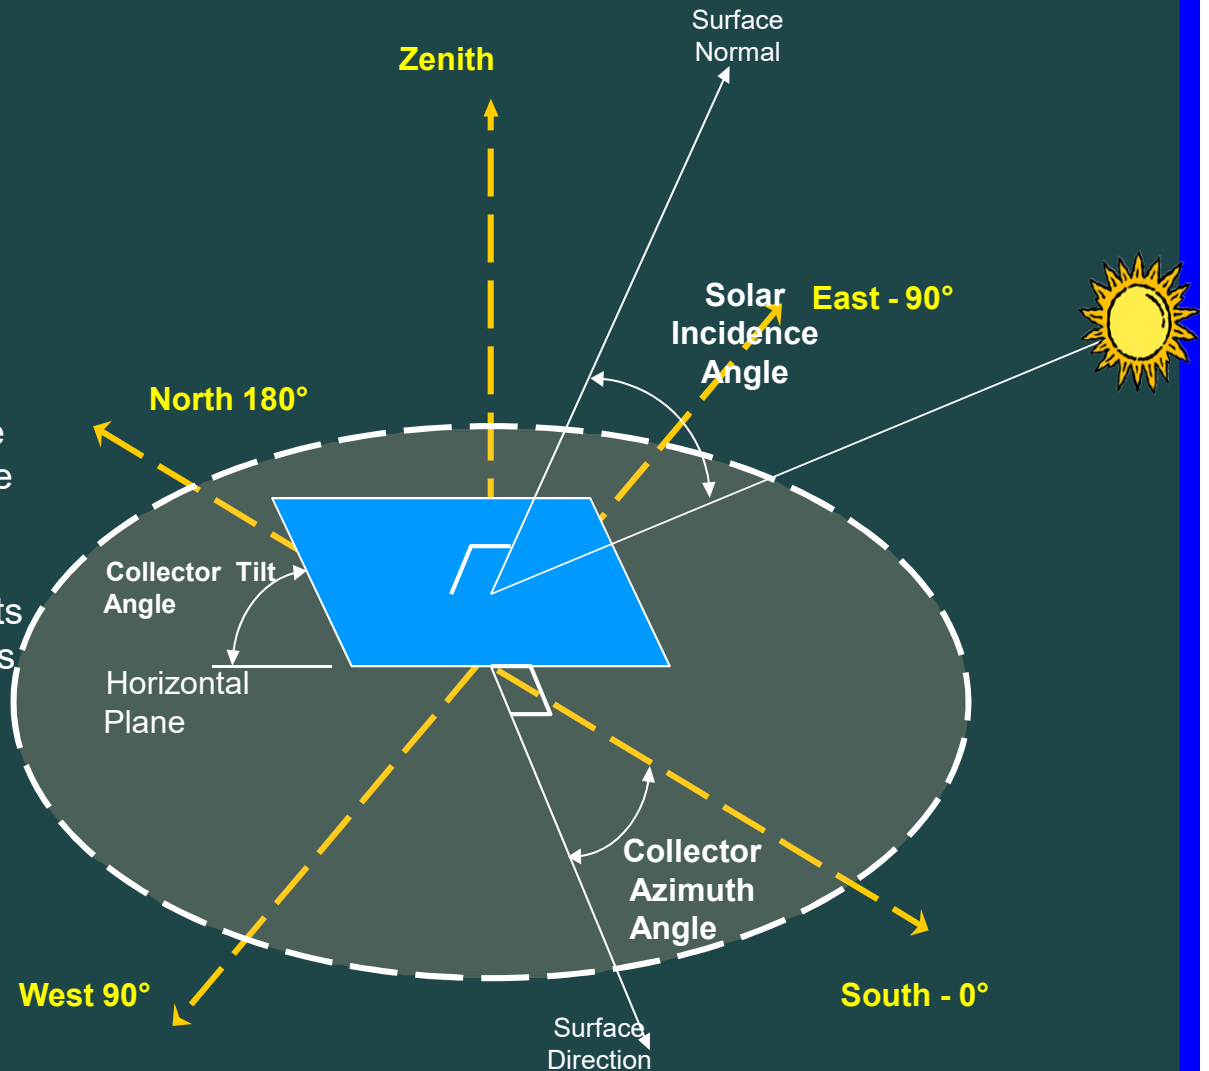 Surface
Normal
Zenith
Solar
Incidence
Angle
East - 90°
North 180°
Collector Tilt
Angle
Horizontal
Plane
Collector
Azimuth
Angle
West 90°
South - 0°
Surface
Direction